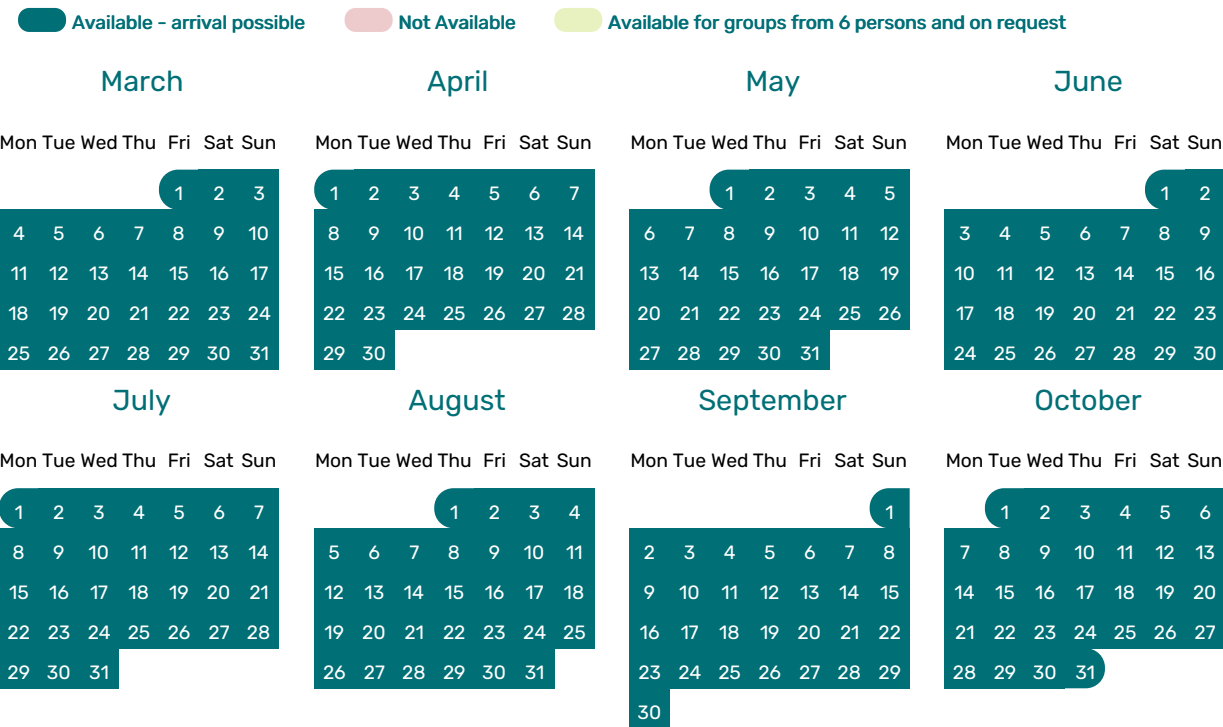 Available - arrival possible Not Available Available for groups from 6 persons and on request
March April May June
Mon Tue Wed Thu Fri Sat Sun Mon Tue Wed Thu Fri Sat Sun Mon Tue Wed Thu Fri Sat Sun Mon Tue Wed Thu Fri Sat Sun
1 2 3 1 2 3 4 5 6 7 1 2 3 4 5 1 2
4 5 6 7 8 9 10 8 9 10 11 12 13 14 6 7 8 9 10 11 12 3 4 5 6 7 8 9
11 12 13 14 15 16 17 15 16 17 18 19 20 21 13 14 15 16 17 18 19 10 11 12 13 14 15 16
18 19 20 21 22 23 24 22 23 24 25 26 27 28 20 21 22 23 24 25 26 17 18 19 20 21 22 23
25 26 27 28 29 30 31 29 30 27 28 29 30 31 24 25 26 27 28 29 30
July August September October
Mon Tue Wed Thu Fri Sat Sun Mon Tue Wed Thu Fri Sat Sun Mon Tue Wed Thu Fri Sat Sun Mon Tue Wed Thu Fri Sat Sun
1 2 3 4 5 6 7 1 2 3 4 1 1 2 3 4 5 6
8 9 10 11 12 13 14 5 6 7 8 9 10 11 2 3 4 5 6 7 8 7 8 9 10 11 12 13
15 16 17 18 19 20 21 12 13 14 15 16 17 18 9 10 11 12 13 14 15 14 15 16 17 18 19 20
22 23 24 25 26 27 28 19 20 21 22 23 24 25 16 17 18 19 20 21 22 21 22 23 24 25 26 27
29 30 31 26 27 28 29 30 31 23 24 25 26 27 28 29 28 29 30 31
30